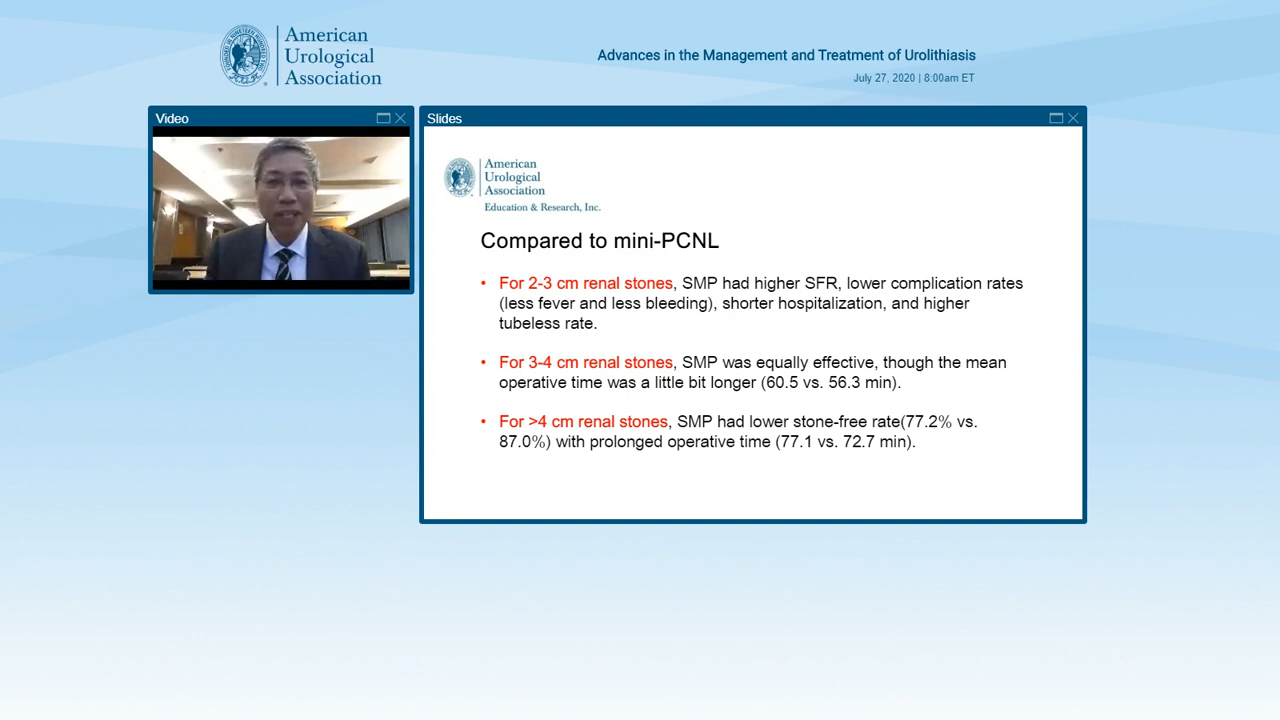 American
Urological
Association
Advances in the Management and Treatment of Urolithiasis
July 27, 2020 | 8:00am ET
Video
Slides
American
Urological
Association
Education & Research, Inc.
Compared to mini-PCNL
• For 2-3 cm renal stones, SMP had higher SFR, lower complication rates
(less fever and less bleeding), shorter hospitalization, and higher
tubeless rate.
• For 3-4 cm renal stones, SMP was equally effective, though the mean
operative time was a little bit longer (60.5 vs. 56.3 min).
• For >4 cm renal stones, SMP had lower stone-free rate(77.2% vs.
87.0%) with prolonged operative time (77.1 vs. 72.7 min).